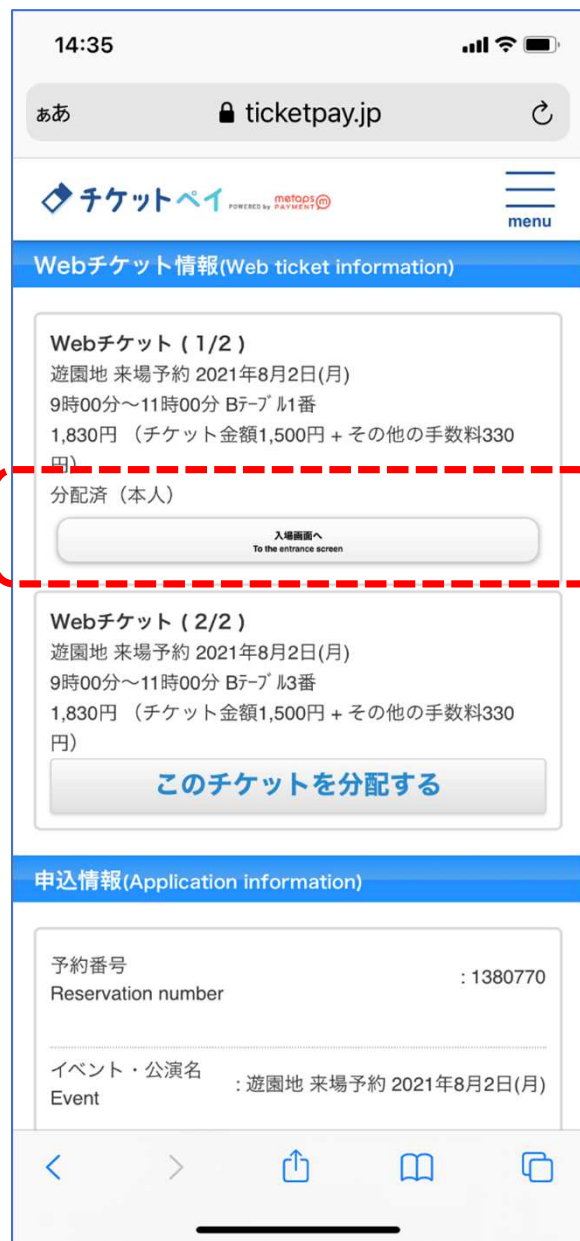 14:35
ぁあ ticketpay.jp
チケットペイ POWERED by metaps PAYMENT
menu
Webチケット情報(Web ticket information)
Webチケット ( 1/2 )
遊園地 来場予約 2021年8月2日(月)
9時00分～11時00分 Bﾃｰﾌﾞﾙ1番
1,830円 （チケット金額1,500円 + その他の手数料330
円)
分配済（本人）
入場画面へ
To the entrance screen
Webチケット ( 2/2 )
遊園地 来場予約 2021年8月2日(月)
9時00分～11時00分 Bﾃｰﾌﾞﾙ3番
1,830円 （チケット金額1,500円 + その他の手数料330
円)
このチケットを分配する
申込情報(Application information)
予約番号
Reservation number
: 1380770
イベント・公演名
Event
: 遊園地 来場予約 2021年8月2日(月)